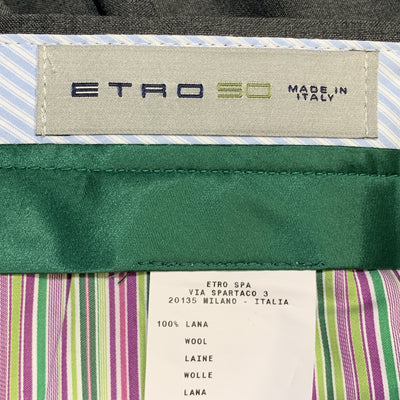 ETRO 50 MADE IN
ITALY
ETRO SPA
VIA SPARTACO 3
20135 MILANO - ITALIA
100% LANA
WOOL
LAINE
WOLLE
LANA